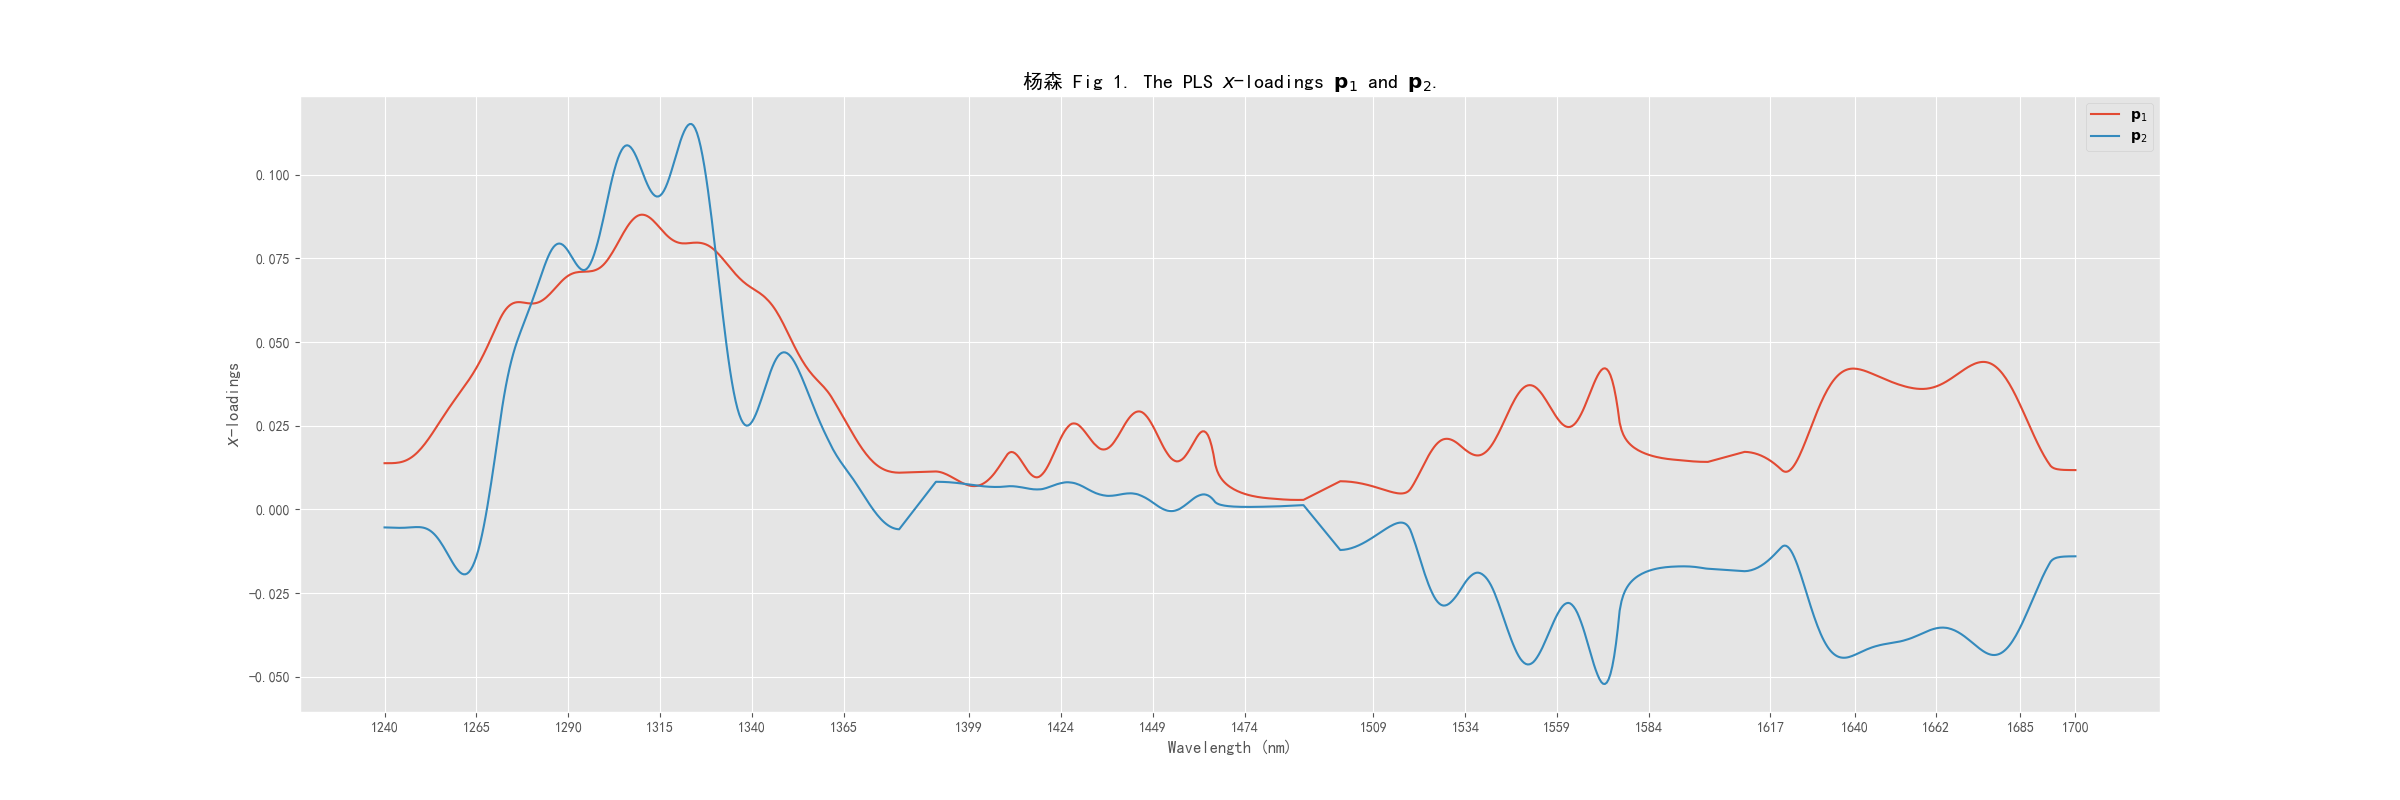 杨森 Fig 1. The PLS X-loadings p₁ and p₂.
p₁
p₂
0.100
0.075
0.050
0.025
0.000
−0.025
−0.050
X-loadings
1240 1265 1290 1315 1340 1365 1399 1424 1449 1474 1509 1534 1559 1584 1617 1640 1662 1685 1700
Wavelength (nm)